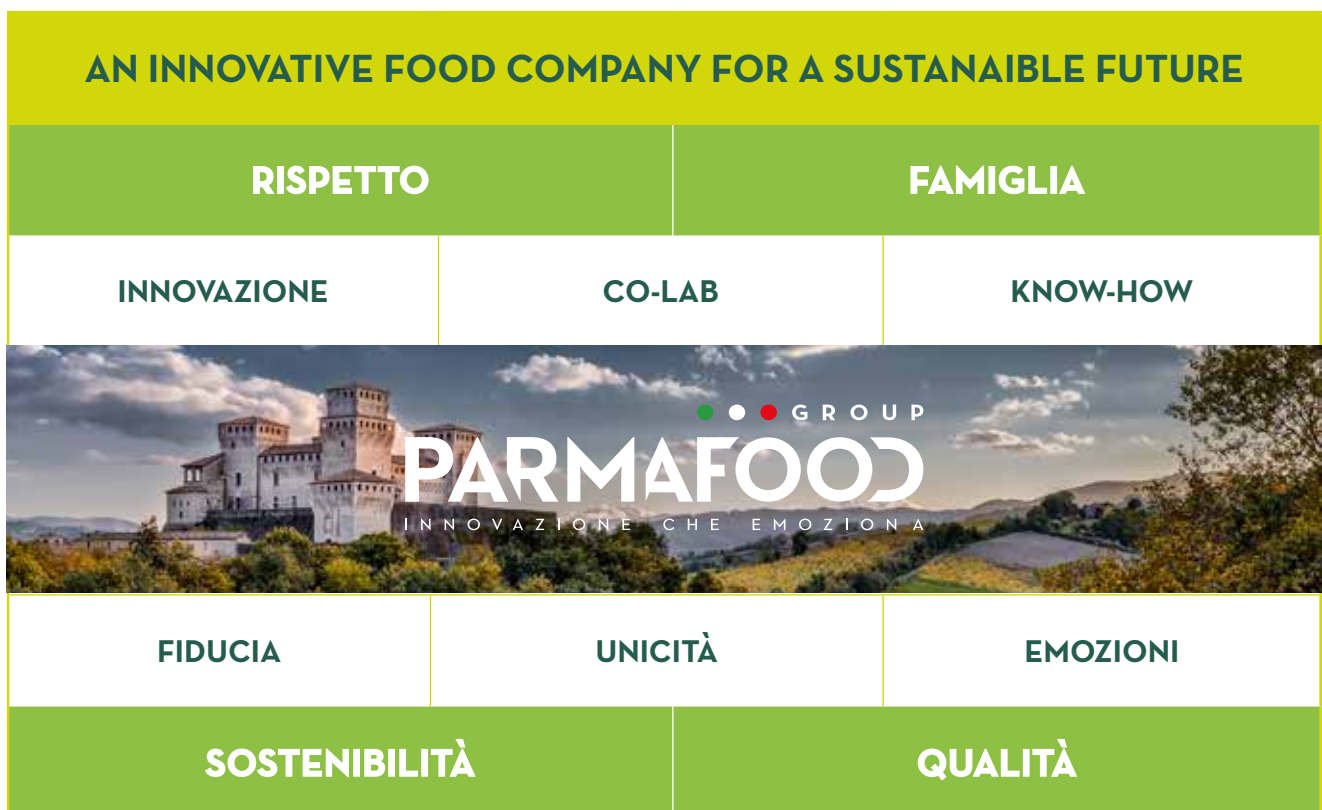 AN INNOVATIVE FOOD COMPANY FOR A SUSTANAIBLE FUTURE
RISPETTO
FAMIGLIA
INNOVAZIONE
CO-LAB
KNOW-HOW
GROUP
PARMAFOOD
INNOVAZIONE CHE EMOZIONA
FIDUCIA
UNICITÀ
EMOZIONI
SOSTENIBILITÀ
QUALITÀ